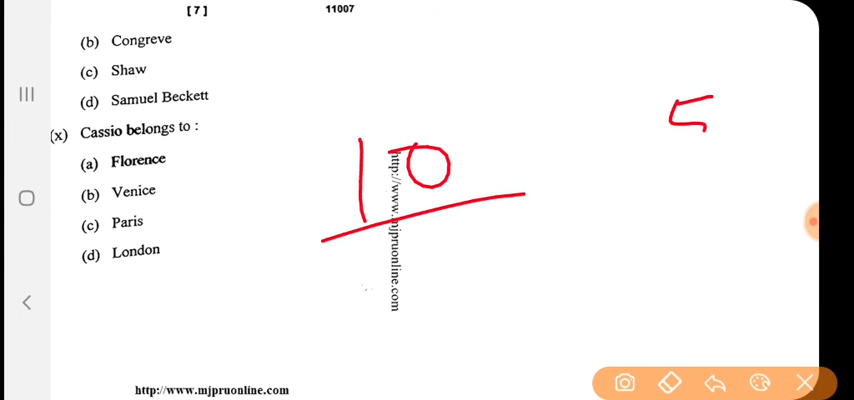 [7]
11007
(b) Congreve
(c) Shaw
(d) Samuel Beckett
(x) Cassio belongs to :
(a) Florence
(b) Venice
(c) Paris
(d) London
10
5
http://www.mjpruonline.com
http://www.mjpruonline.com